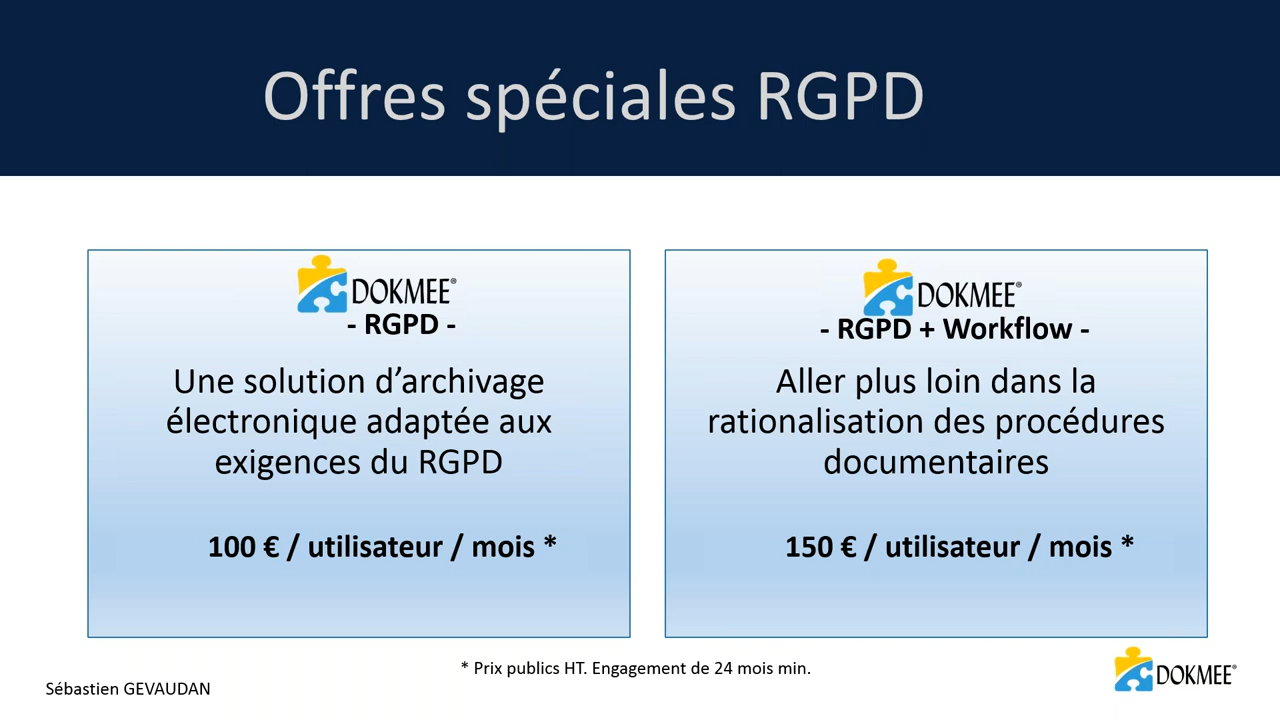 Offres spéciales RGPD
DOKMEE®
- RGPD -
Une solution d’archivage
électronique adaptée aux
exigences du RGPD
100 € / utilisateur / mois *
DOKMEE®
- RGPD + Workflow -
Aller plus loin dans la
rationalisation des procédures
documentaires
150 € / utilisateur / mois *
* Prix publics HT. Engagement de 24 mois min.
Sébastien GEVAUDAN
DOKMEE®